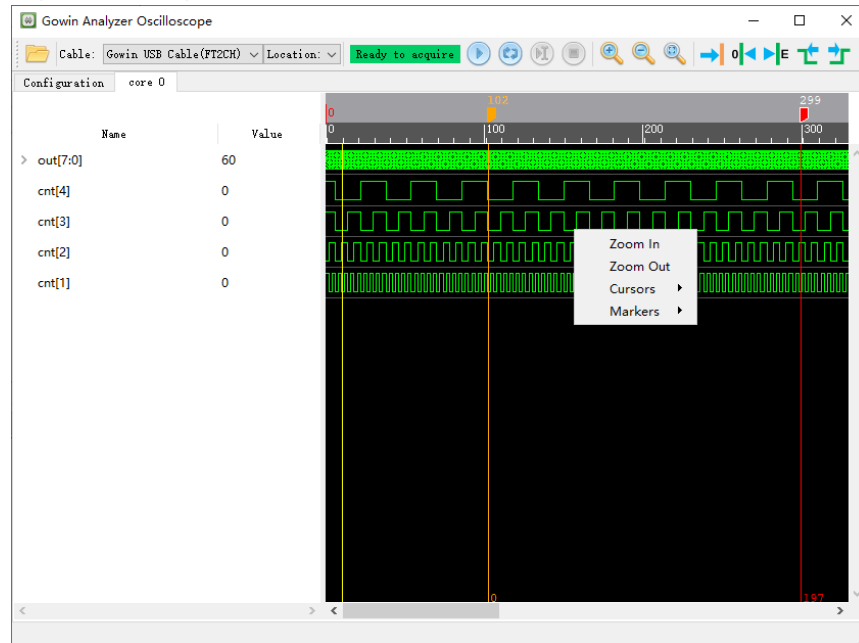 Gowin Analyzer Oscilloscope
Cable: Gowin USB Cable(FT2CH) Location: Ready to acquire 0 E
Configuration core 0
102 299
0
Name Value 0 100 200 300
out[7:0] 60
cnt[4] 0
cnt[3] 0
cnt[2] 0
cnt[1] 0
Zoom In
Zoom Out
Cursors
Markers
0 197